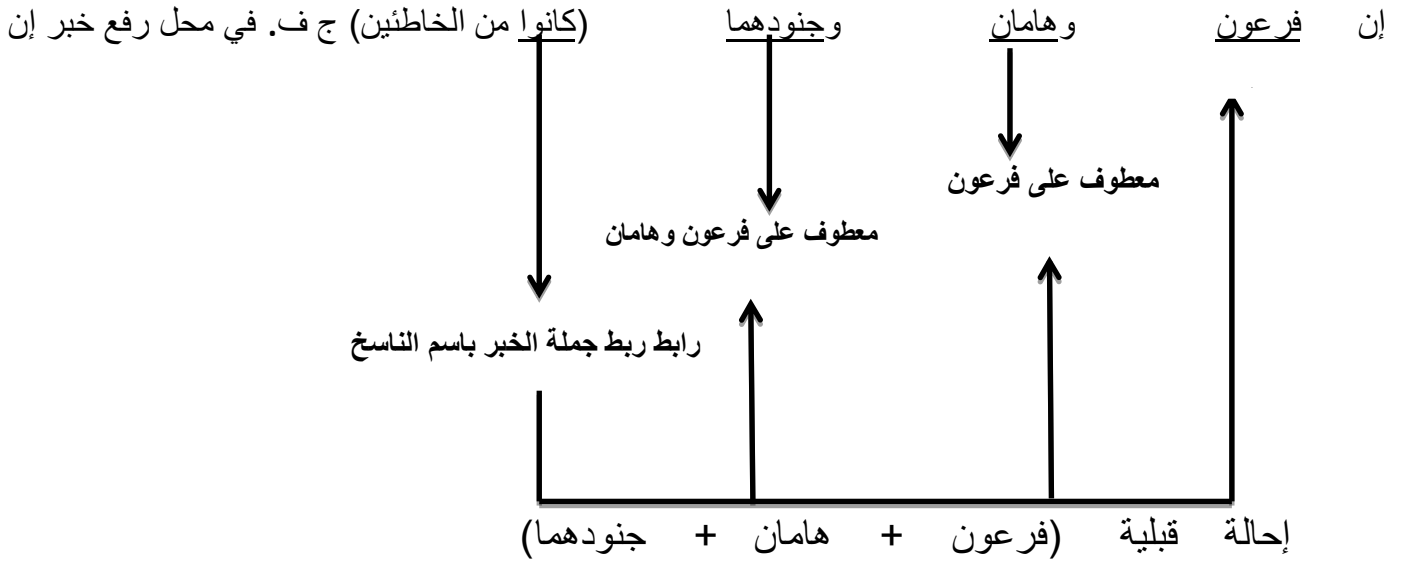 إن فرعون وهامان وجنودهما (كانوا من الخاطئين) ج ف. في محل رفع خبر إن
معطوف على فرعون
معطوف على فرعون وهامان
رابط ربط جملة الخبر باسم الناسخ
إحالة قبلية (فرعون + هامان + جنودهما)